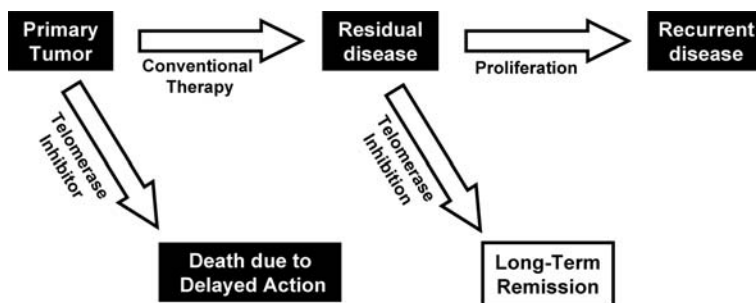 Primary
Tumor
Conventional
Therapy
Residual
disease
Proliferation
Recurrent
disease
Telomerase
Inhibitor
Telomerase
Inhibition
Death due to
Delayed Action
Long-Term
Remission